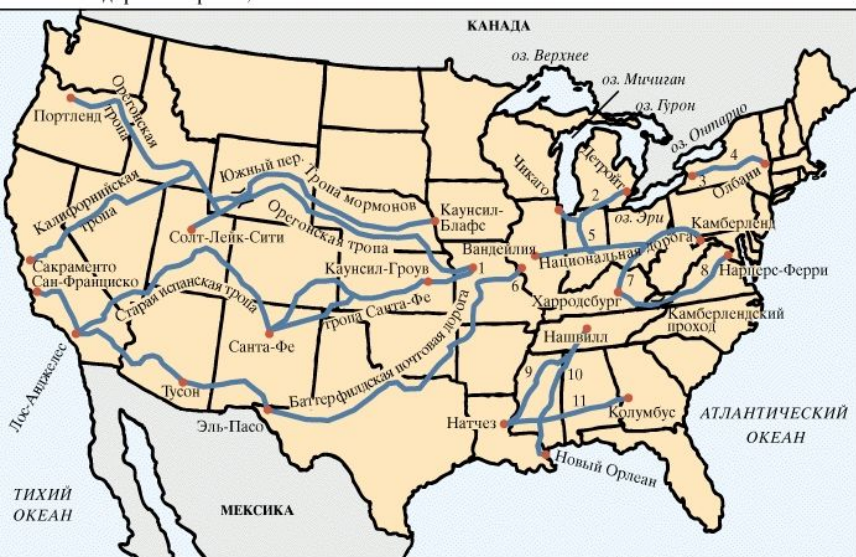 КАНАДА
оз. Верхнее
оз. Мичиган
оз. Гурон
оз. Онтарио
Портленд
Орегонская
тропа
Чикаго
Детройт
2
3
4
Олбани
Южный пер.
Тропа мормонов
Калифорнийская
тропа
Каунсил-
Блафс
оз. Эри
Камберленд
Солт-Лейк-Сити
Орегонская тропа
Вандейлия
5
Национальная дорога
Сакраменто
Сан-Франциско
Каунсил-Гроув
1
6
7
8
Нарперс-Ферри
Старая испанская тропа
тропа Санта-Фе
Харродсбург
Камберлендский
проход
Санта-Фе
Нашвилл
Лос-Анджелес
Баттерфилдская почтовая дорога
9
10
11
Тусон
Эль-Пасо
Натчез
Колумбус
АТЛАНТИЧЕСКИЙ
ОКЕАН
Новый Орлеан
ТИХИЙ
ОКЕАН
МЕКСИКА